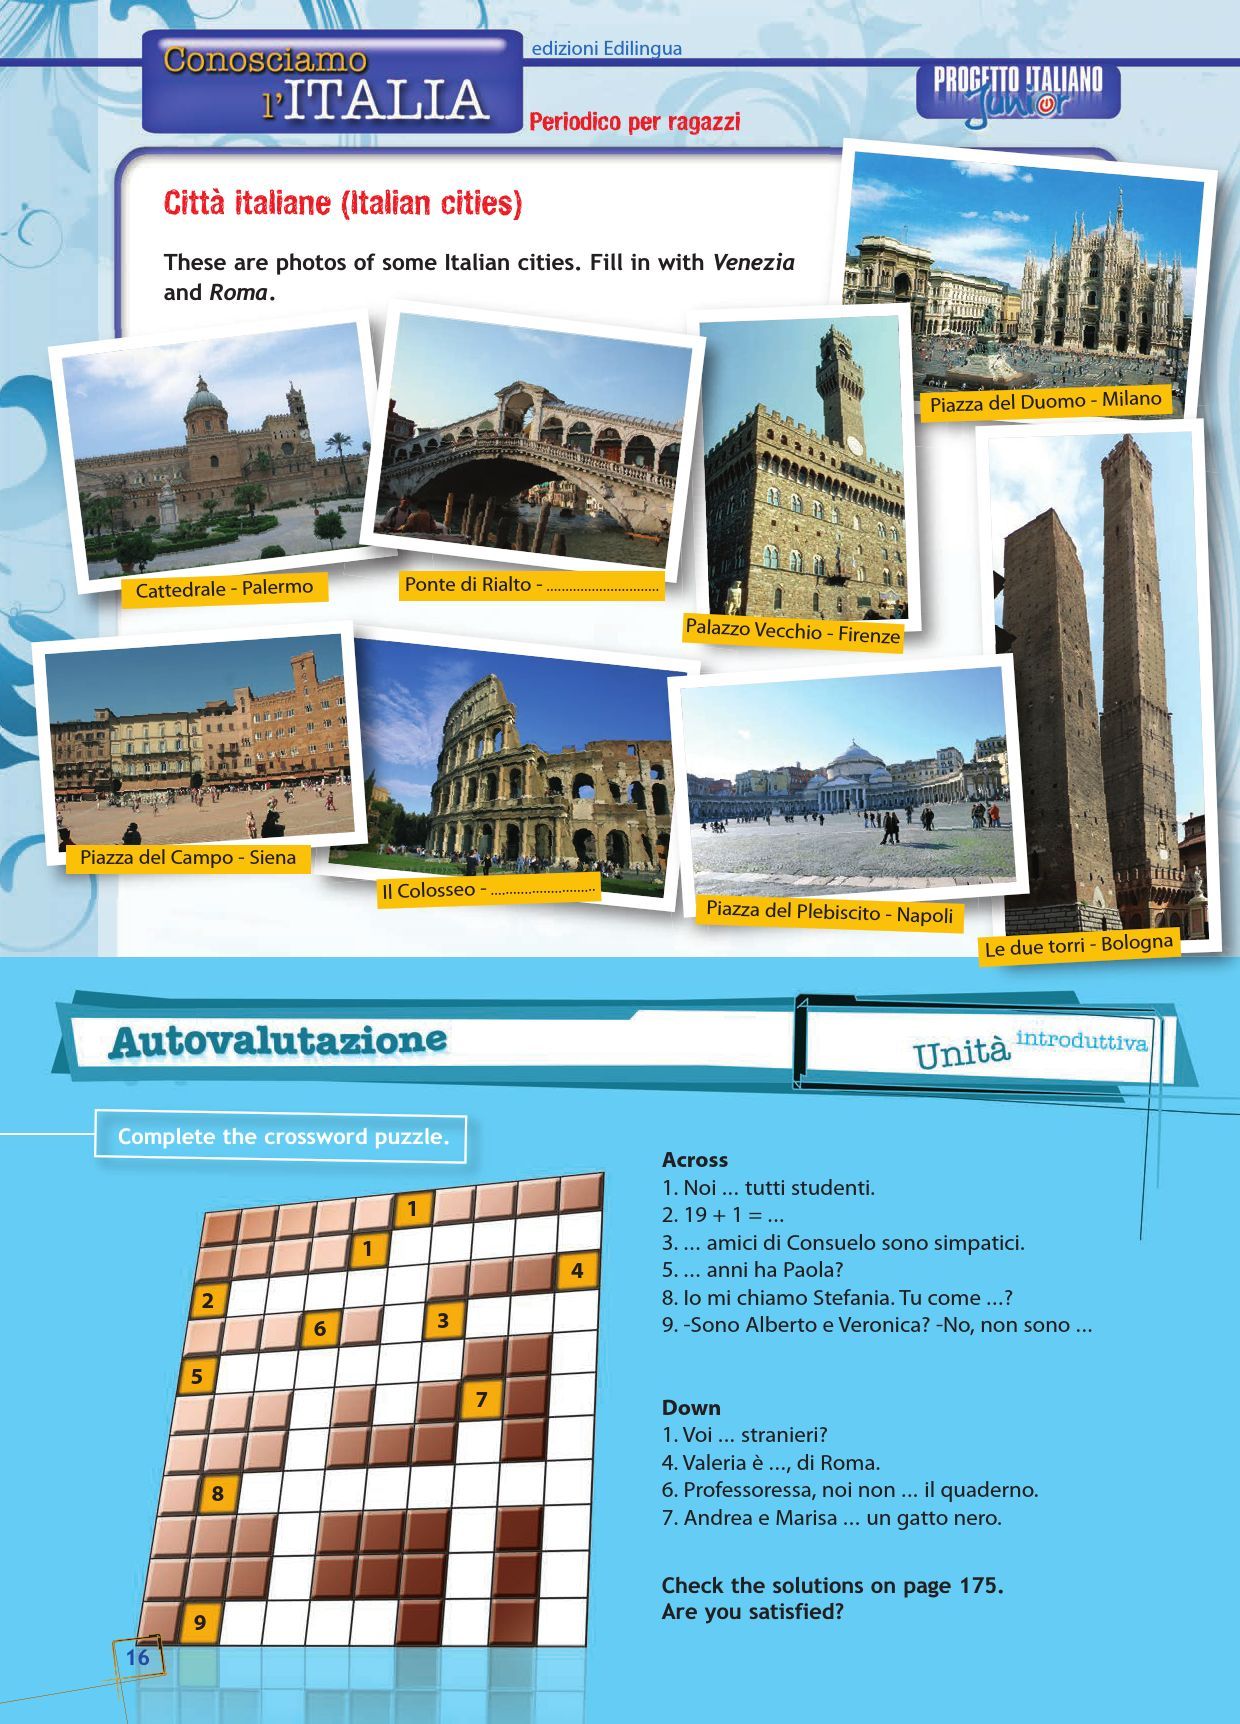 Conosciamo
l'ITALIA
edizioni Edilingua
Periodico per ragazzi
PROGETTO ITALIANO
Junior
Città italiane (Italian cities)
These are photos of some Italian cities. Fill in with Venezia
and Roma.
Piazza del Duomo - Milano
Cattedrale - Palermo
Ponte di Rialto - ..............................
Palazzo Vecchio - Firenze
Piazza del Campo - Siena
Il Colosseo - ............................
Piazza del Plebiscito - Napoli
Le due torri - Bologna
Autovalutazione
Unità introduttiva
Complete the crossword puzzle.
1
1
4
2
6
3
5
7
8
9
Across
1. Noi ... tutti studenti.
2. 19 + 1 = ...
3. ... amici di Consuelo sono simpatici.
5. ... anni ha Paola?
8. Io mi chiamo Stefania. Tu come ...?
9. -Sono Alberto e Veronica? -No, non sono ...
Down
1. Voi ... stranieri?
4. Valeria è ..., di Roma.
6. Professoressa, noi non ... il quaderno.
7. Andrea e Marisa ... un gatto nero.
Check the solutions on page 175.
Are you satisfied?
16